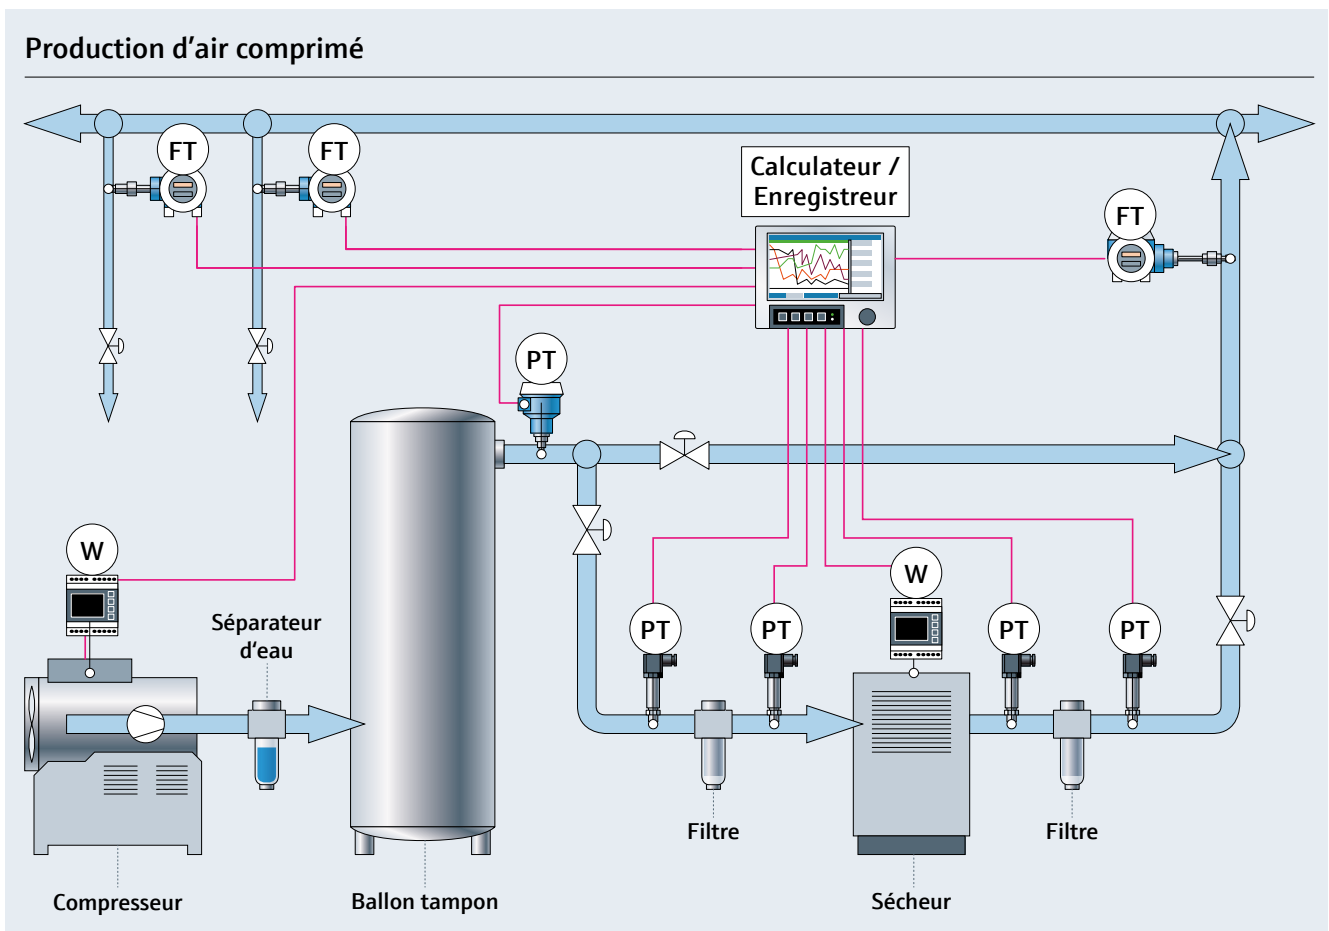 Production d'air comprimé
FT
FT
Calculateur /
Enregistreur
FT
PT
W
W
Séparateur
d'eau
PT
PT
PT
PT
Filtre
Filtre
Compresseur
Ballon tampon
Sécheur